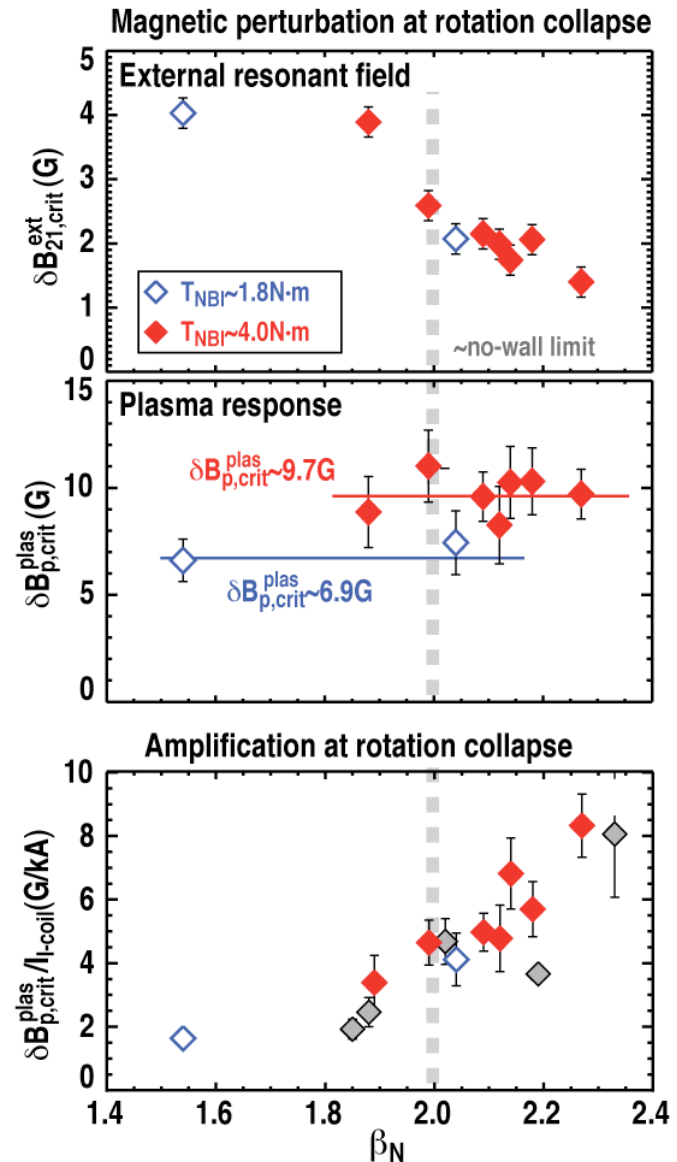 Magnetic perturbation at rotation collapse
External resonant field
δB^ext_21,crit (G)
5
4
3
2
1
0
T_NBI~1.8N·m
T_NBI~4.0N·m
~no-wall limit
Plasma response
δB^plas_p,crit (G)
15
10
5
0
δB^plas_p,crit~9.7G
δB^plas_p,crit~6.9G
Amplification at rotation collapse
δB^plas_p,crit/I_I-coil(G/kA)
10
8
6
4
2
0
1.4 1.6 1.8 2.0 2.2 2.4
β_N